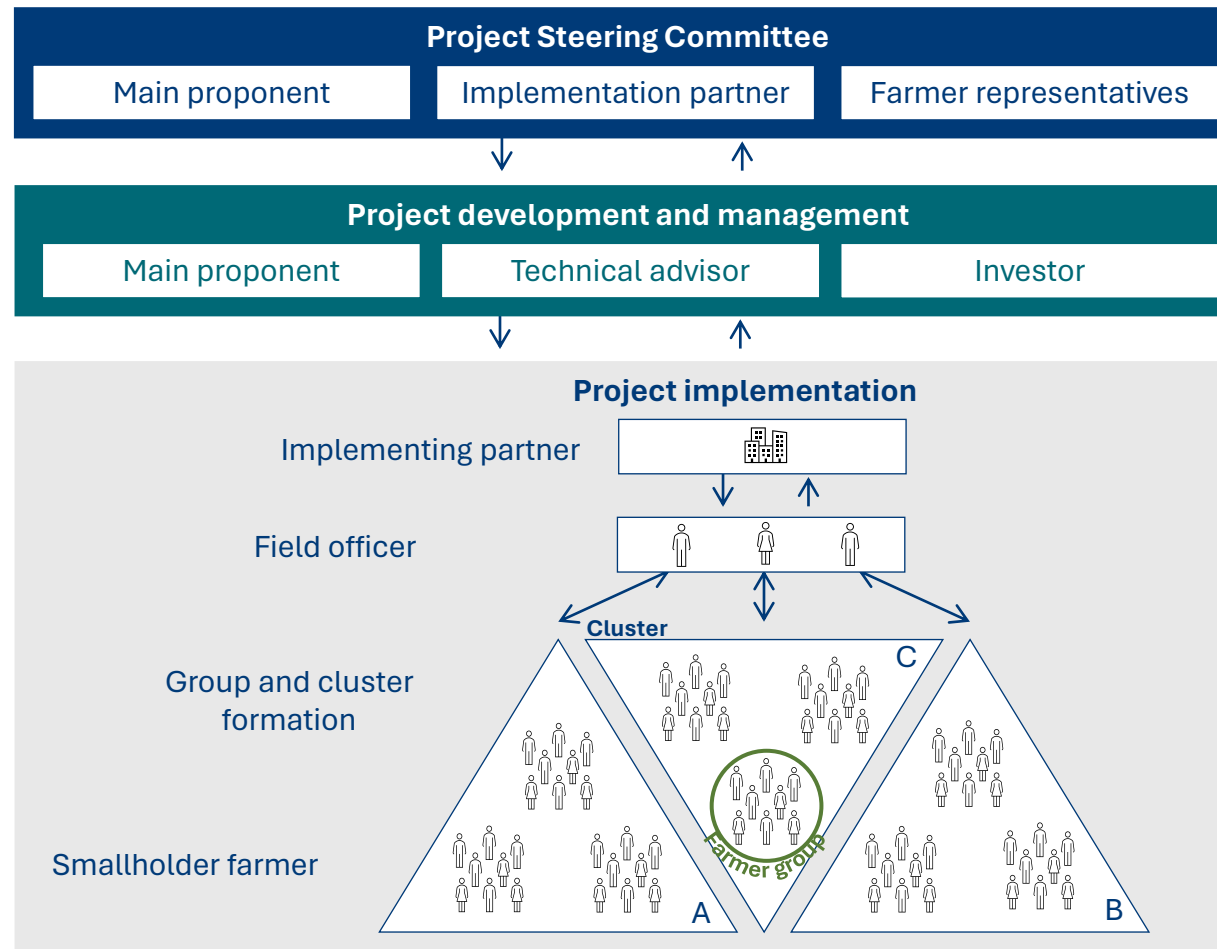 Project Steering Committee
Main proponent
Implementation partner
Farmer representatives
Project development and management
Main proponent
Technical advisor
Investor
Project implementation
Implementing partner
Field officer
Cluster
C
Group and cluster
formation
Farmer group
Smallholder farmer
A
B